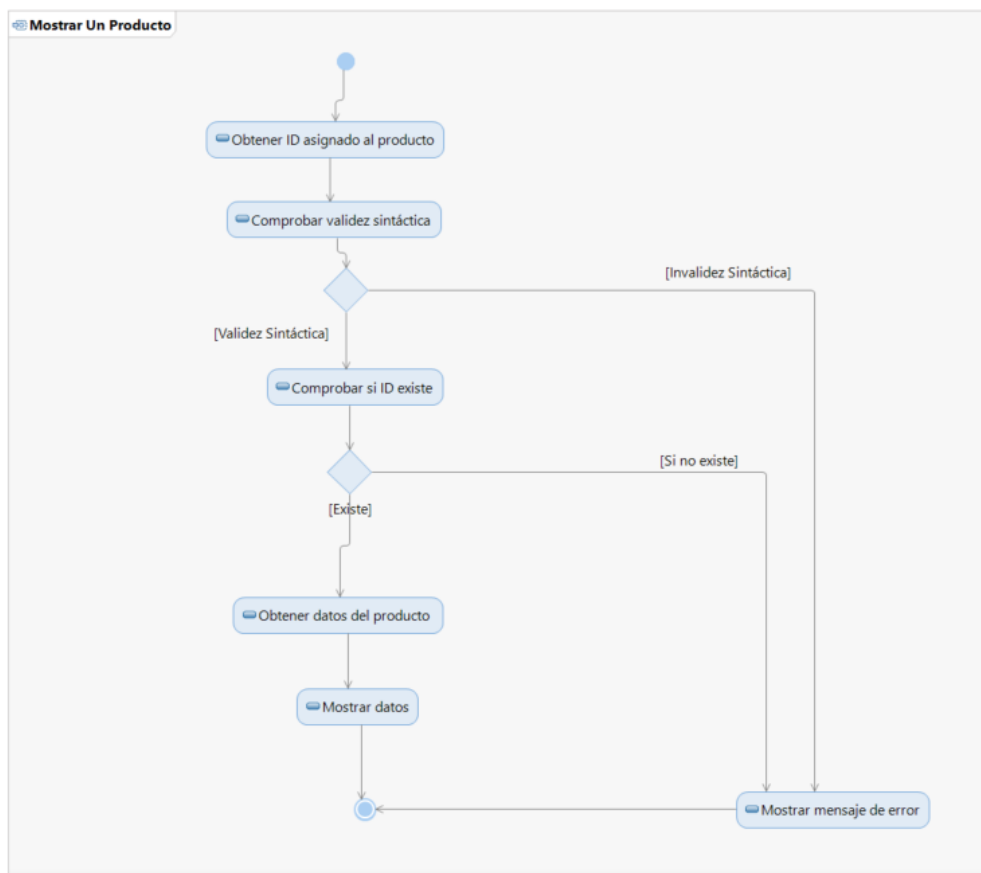 Mostrar Un Producto
Obtener ID asignado al producto
Comprobar validez sintáctica
[Invalidez Sintáctica]
[Validez Sintáctica]
Comprobar si ID existe
[Si no existe]
[Existe]
Obtener datos del producto
Mostrar datos
Mostrar mensaje de error